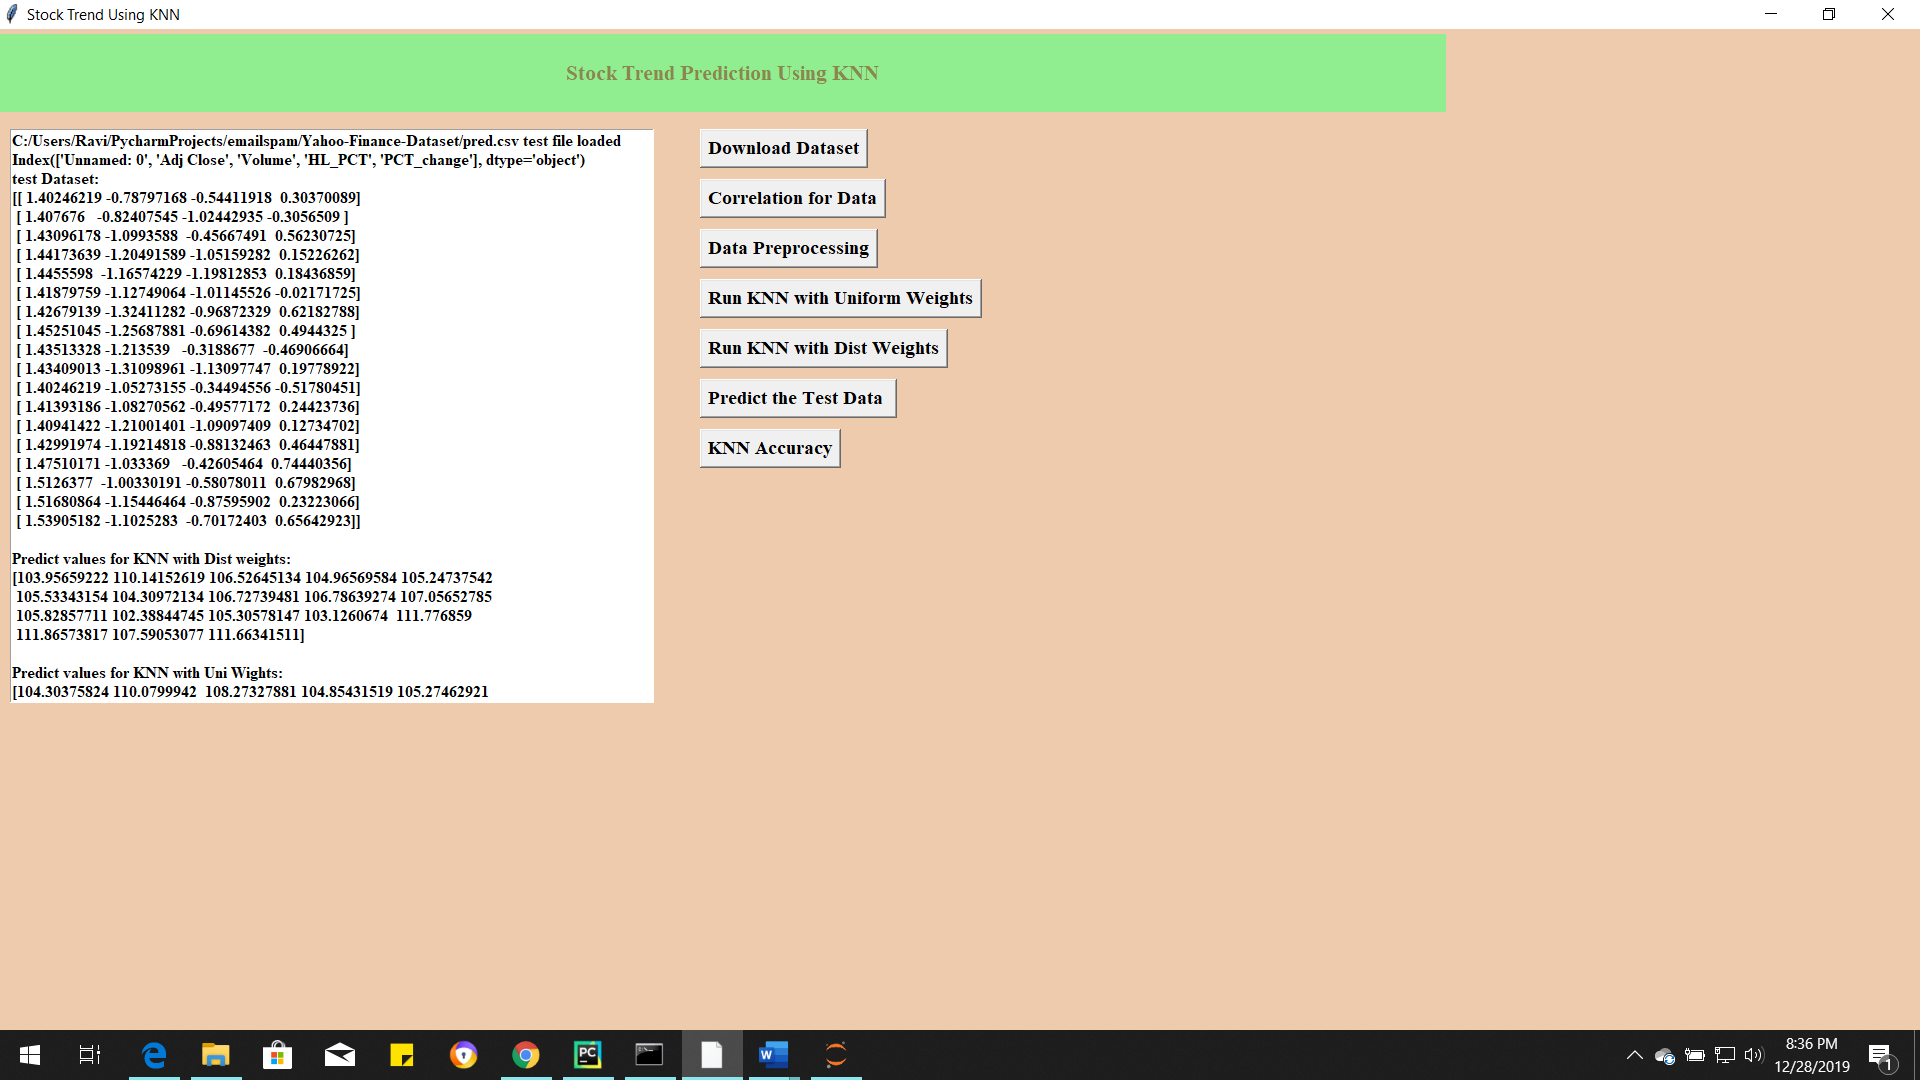 Stock Trend Using KNN
Stock Trend Prediction Using KNN
C:/Users/Ravi/PycharmProjects/emailspam/Yahoo-Finance-Dataset/pred.csv test file loaded
Index(['Unnamed: 0', 'Adj Close', 'Volume', 'HL_PCT', 'PCT_change'], dtype='object')
test Dataset:
[[ 1.40246219 -0.78797168 -0.54411918  0.30370089]
[ 1.407676   -0.82407545 -1.02442935 -0.3056509 ]
[ 1.43096178 -1.0993588  -0.45667491  0.56230725]
[ 1.44173639 -1.20491589 -1.05159282  0.15226262]
[ 1.4455598  -1.16574229 -1.19812853  0.18436859]
[ 1.41879759 -1.12749064 -1.01145526 -0.02171725]
[ 1.42679139 -1.32411282 -0.96872329  0.62182788]
[ 1.45251045 -1.25687881 -0.69614382  0.4944325 ]
[ 1.43513328 -1.213539   -0.3188677  -0.46906664]
[ 1.43409013 -1.31098961 -1.13097747  0.19778922]
[ 1.40246219 -1.05273155 -0.34494556 -0.51780451]
[ 1.41393186 -1.08270562 -0.49577172  0.24423736]
[ 1.40941422 -1.21001401 -1.09097409  0.12734702]
[ 1.42991974 -1.19214818 -0.88132463  0.46447881]
[ 1.47510171 -1.033369   -0.42605464  0.74440356]
[ 1.5126377  -1.00330191 -0.58078011  0.67982968]
[ 1.51680864 -1.15446464 -0.87595902  0.23223066]
[ 1.53905182 -1.1025283  -0.70172403  0.65642923]]
Predict values for KNN with Dist weights:
[103.95659222 110.14152619 106.52645134 104.96569584 105.24737542
105.53343154 104.30972134 106.72739481 106.78639274 107.05652785
105.82857711 102.38844745 105.30578147 103.1260674  111.776859
111.86573817 107.59053077 111.66341511]
Predict values for KNN with Uni Wights:
[104.30375824 110.0799942  108.27327881 104.85431519 105.27462921
Download Dataset
Correlation for Data
Data Preprocessing
Run KNN with Uniform Weights
Run KNN with Dist Weights
Predict the Test Data
KNN Accuracy
8:36 PM
12/28/2019
1